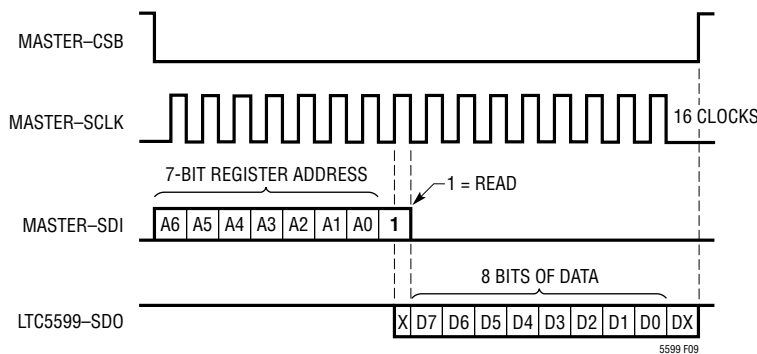 MASTER–CSB
MASTER–SCLK
16 CLOCKS
7-BIT REGISTER ADDRESS
1 = READ
MASTER–SDI
A6 A5 A4 A3 A2 A1 A0 1
8 BITS OF DATA
LTC5599–SDO
X D7 D6 D5 D4 D3 D2 D1 D0 DX
5599 F09